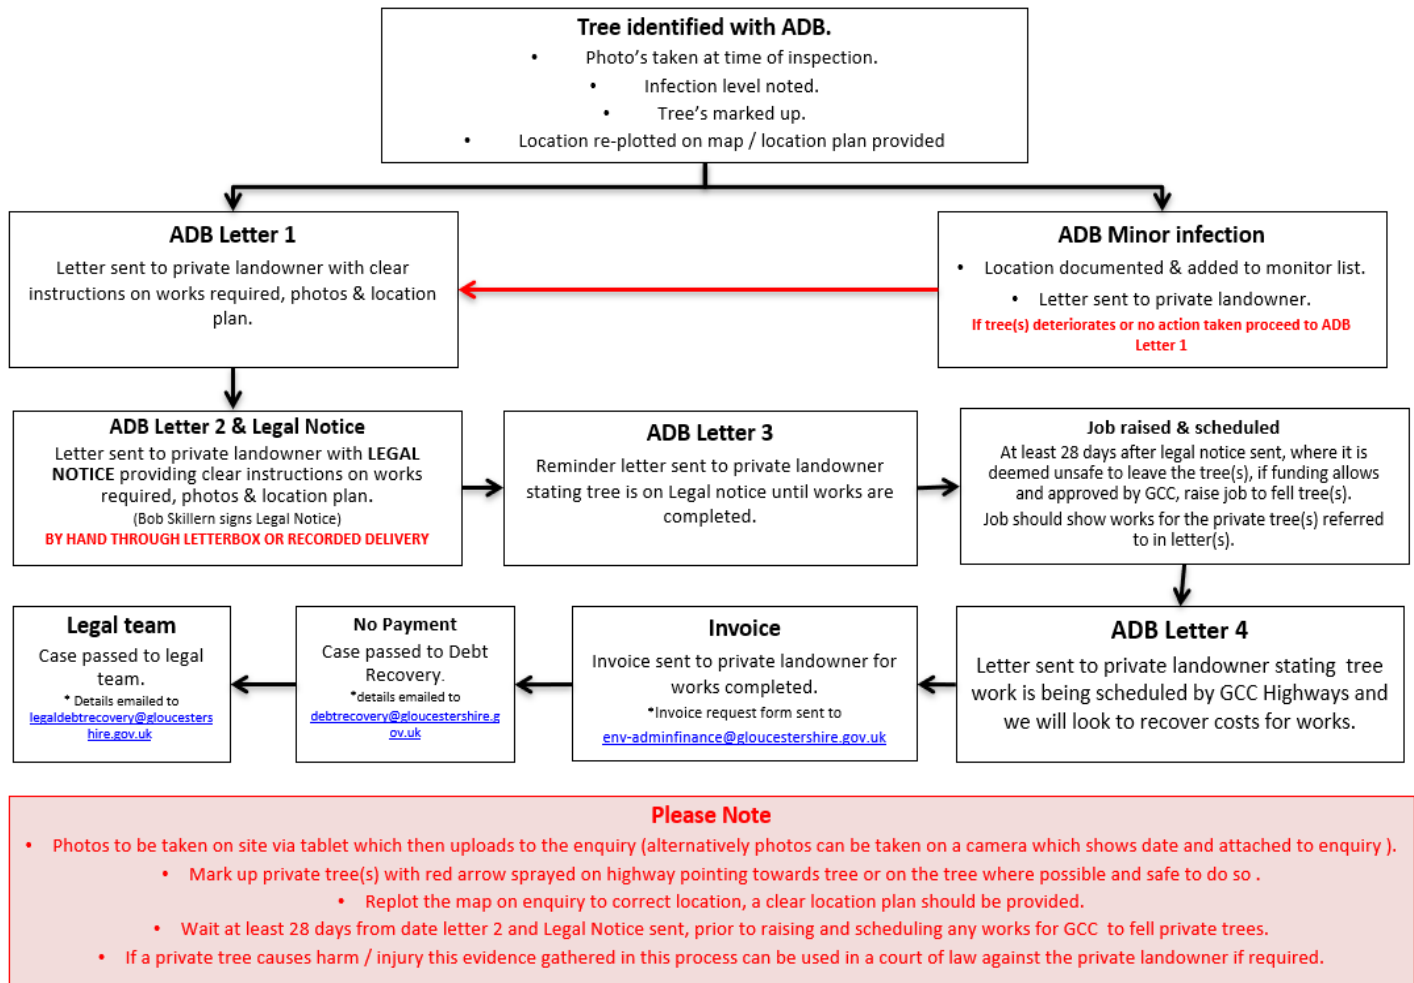 Tree identified with ADB.
• Photo's taken at time of inspection.
• Infection level noted.
• Tree's marked up.
• Location re-plotted on map / location plan provided
ADB Letter 1
Letter sent to private landowner with clear
instructions on works required, photos & location
plan.
ADB Minor infection
• Location documented & added to monitor list.
• Letter sent to private landowner.
If tree(s) deteriorates or no action taken proceed to ADB
Letter 1
ADB Letter 2 & Legal Notice
Letter sent to private landowner with LEGAL
NOTICE providing clear instructions on works
required, photos & location plan.
(Bob Skillern signs Legal Notice)
BY HAND THROUGH LETTERBOX OR RECORDED DELIVERY
ADB Letter 3
Reminder letter sent to private landowner
stating tree is on Legal notice until works are
completed.
Job raised & scheduled
At least 28 days after legal notice sent, where it is
deemed unsafe to leave the tree(s), if funding allows
and approved by GCC, raise job to fell tree(s).
Job should show works for the private tree(s) referred
to in letter(s).
ADB Letter 4
Letter sent to private landowner stating tree
work is being scheduled by GCC Highways and
we will look to recover costs for works.
Invoice
Invoice sent to private landowner for
works completed.
*Invoice request form sent to
env-adminfinance@gloucestershire.gov.uk
No Payment
Case passed to Debt
Recovery.
*details emailed to
debtrecovery@gloucestershire.g
ov.uk
Legal team
Case passed to legal
team.
* Details emailed to
legaldebtrecovery@gloucesters
hire.gov.uk
Please Note
• Photos to be taken on site via tablet which then uploads to the enquiry (alternatively photos can be taken on a camera which shows date and attached to enquiry ).
• Mark up private tree(s) with red arrow sprayed on highway pointing towards tree or on the tree where possible and safe to do so .
• Replot the map on enquiry to correct location, a clear location plan should be provided.
• Wait at least 28 days from date letter 2 and Legal Notice sent, prior to raising and scheduling any works for GCC to fell private trees.
• If a private tree causes harm / injury this evidence gathered in this process can be used in a court of law against the private landowner if required.